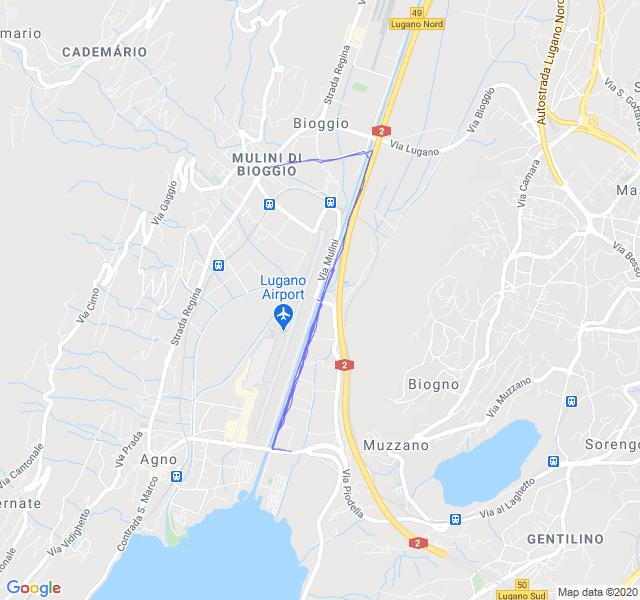 49
Lugano Nord
mario
CADEMÁRIO
Strada Regina
Autostrada Lugano Nord
Via S. Gottardo
Via Bioggio
Bioggio
2
Via Lugano
MULINI DI
BIOGGIO
Via Camara
Mas
Via Gaggio
Via Mulini
Via Besso
Lugano
Airport
Via Cimo
Strada Regina
2
Biogno
Via Muzzano
Muzzano
Sorengo
Via Prada
Agno
Via Cantonale
Via Piodella
Via al Laghetto
ernate
Contrada S. Marco
Via Vidighetto
onale
2
GENTILINO
50
Lugano Sud
Google
Map data ©2020